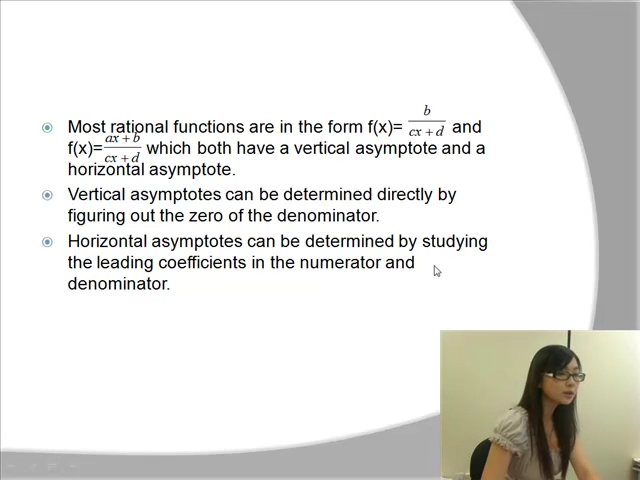 Most rational functions are in the form f(x)= b/(cx + d) and
f(x)= (ax + b)/(cx + d) which both have a vertical asymptote and a
horizontal asymptote.
Vertical asymptotes can be determined directly by
figuring out the zero of the denominator.
Horizontal asymptotes can be determined by studying
the leading coefficients in the numerator and
denominator.